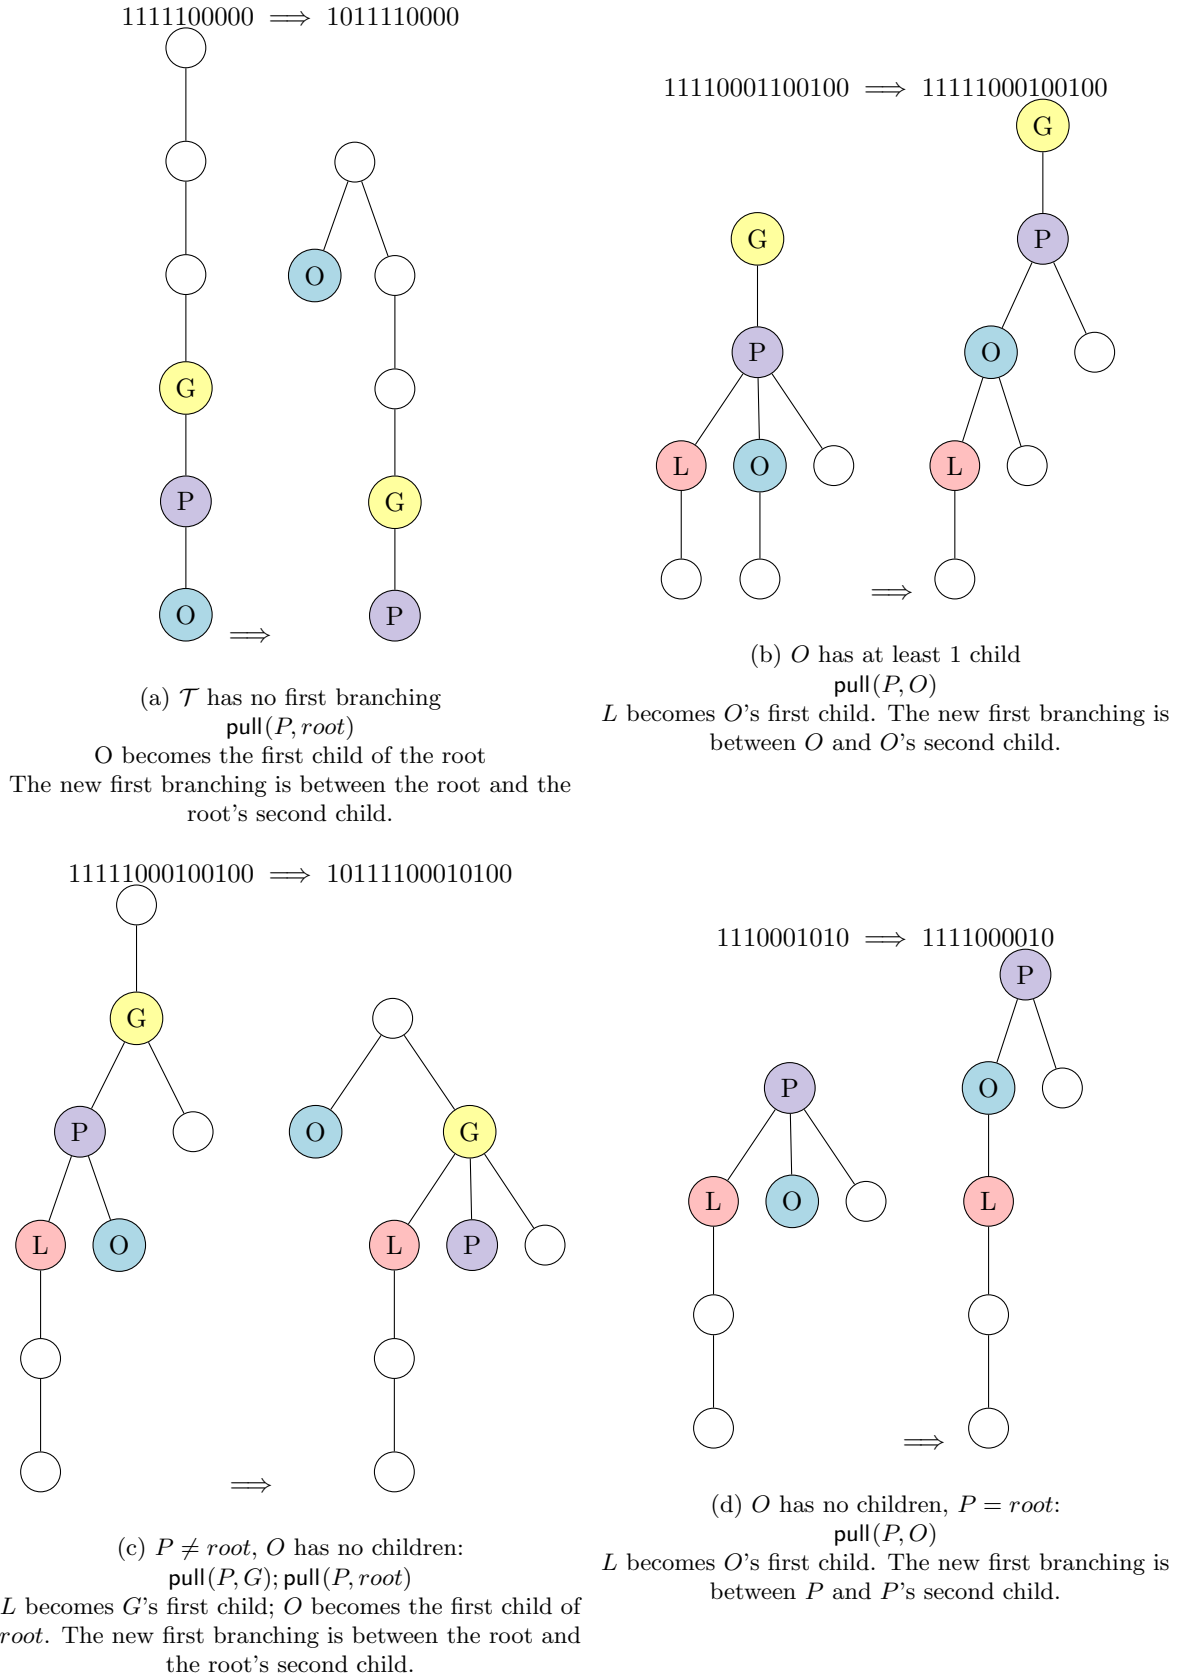 1111100000 ⟹ 1011110000
G
P
O
O
G
P
⟹
(a) 𝒯 has no first branching
pull(P, root)
O becomes the first child of the root
The new first branching is between the root and the
root's second child.
11110001100100 ⟹ 11111000100100
G
P
L O
G
P
O
L
⟹
(b) O has at least 1 child
pull(P, O)
L becomes O's first child. The new first branching is
between O and O's second child.
11111000100100 ⟹ 10111100010100
G
P
L O
O G
L P
⟹
(c) P ≠ root, O has no children:
pull(P, G); pull(P, root)
L becomes G's first child; O becomes the first child of
root. The new first branching is between the root and
the root's second child.
1110001010 ⟹ 1111000010
P
L O
P
O
L
⟹
(d) O has no children, P = root:
pull(P, O)
L becomes O's first child. The new first branching is
between P and P's second child.